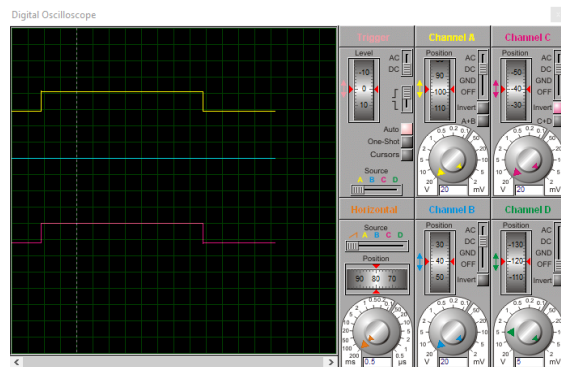 Digital Oscilloscope
Trigger
Level
-10
0
10
AC
DC
Auto
One-Shot
Cursors
Source
A B C D
Channel A
Position
80
90
-100
110
AC
DC
GND
OFF
Invert
A+B
20
V
mV
Channel C
Position
-50
-40
-30
AC
DC
GND
OFF
Invert
C+D
20
V
mV
Horizontal
Source
A B C D
Position
90 80 70
0.5
ms
µs
Channel B
Position
30
40
50
AC
DC
GND
OFF
Invert
20
V
mV
Channel D
Position
-130
-120
-110
AC
DC
GND
OFF
Invert
5
V
mV